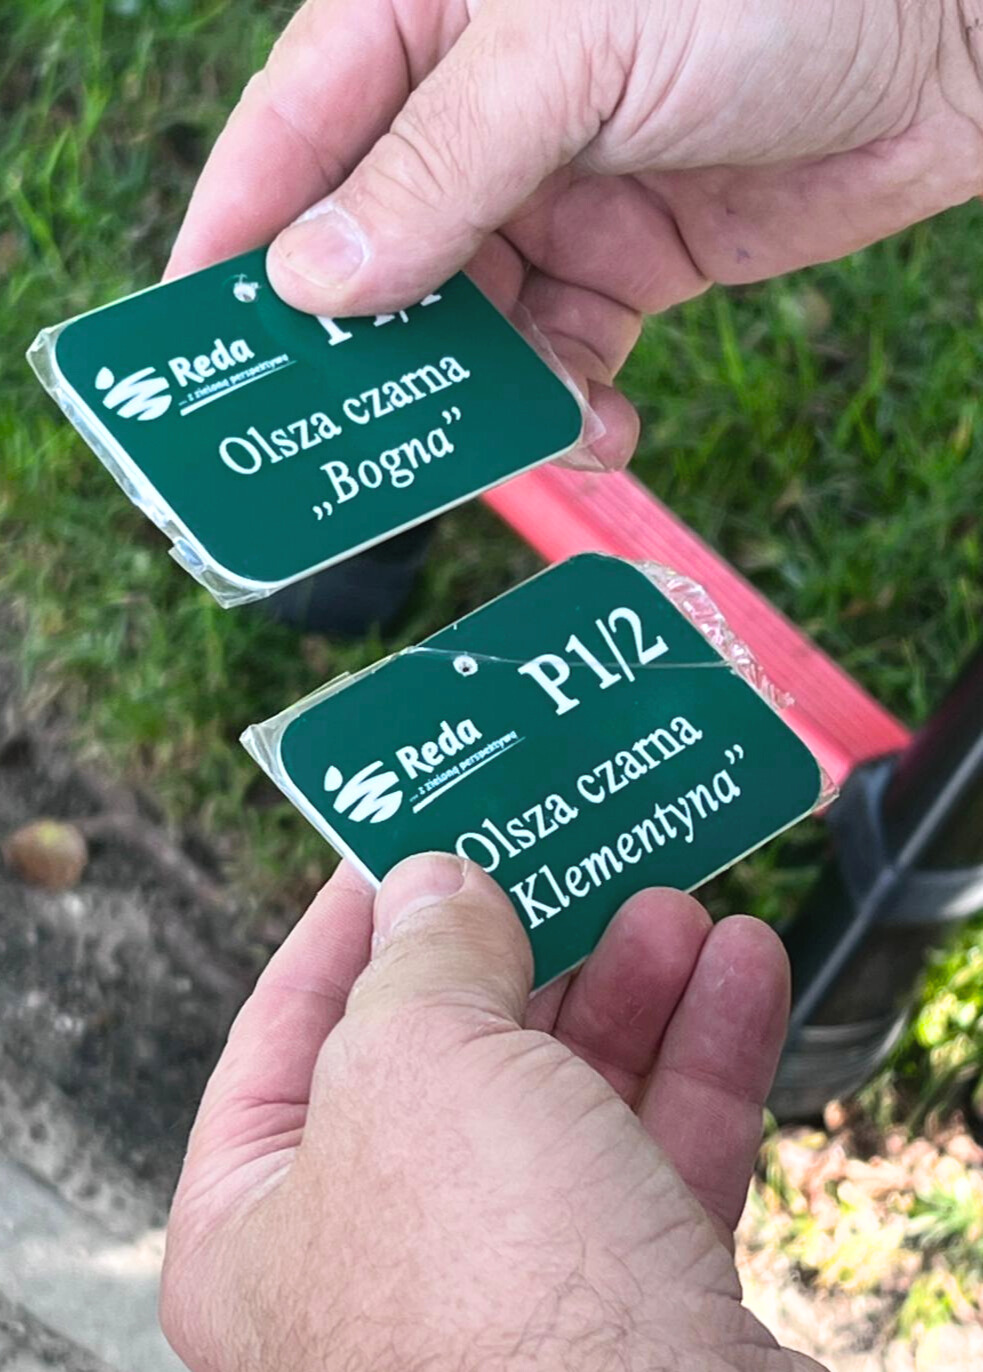 Reda
... z zieloną perspektywą
Olsza czarna
„Bogna”
P1/2
Reda
... z zieloną perspektywą
Olsza czarna
Klementyna”